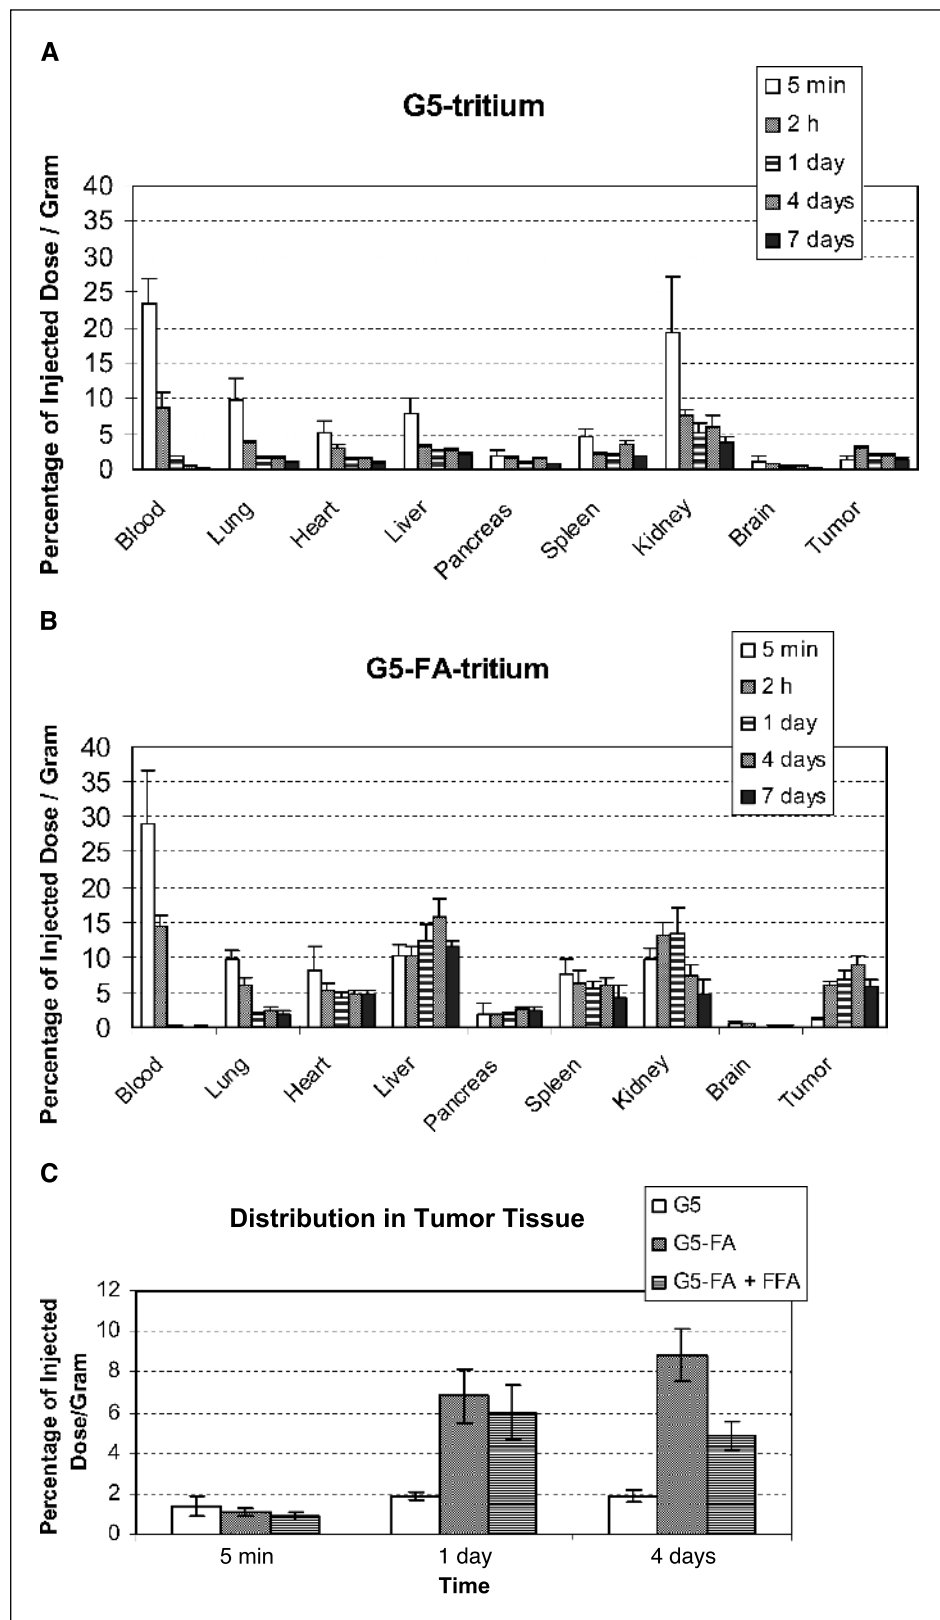 A
G5-tritium
5 min
2 h
1 day
4 days
7 days
Percentage of Injected Dose / Gram
40
35
30
25
20
15
10
5
0
Blood
Lung
Heart
Liver
Pancreas
Spleen
Kidney
Brain
Tumor
B
G5-FA-tritium
5 min
2 h
1 day
4 days
7 days
Percentage of Injected Dose / Gram
40
35
30
25
20
15
10
5
0
Blood
Lung
Heart
Liver
Pancreas
Spleen
Kidney
Brain
Tumor
C
Distribution in Tumor Tissue
G5
G5-FA
G5-FA + FFA
Percentage of Injected
Dose/Gram
12
10
8
6
4
2
0
5 min
1 day
4 days
Time